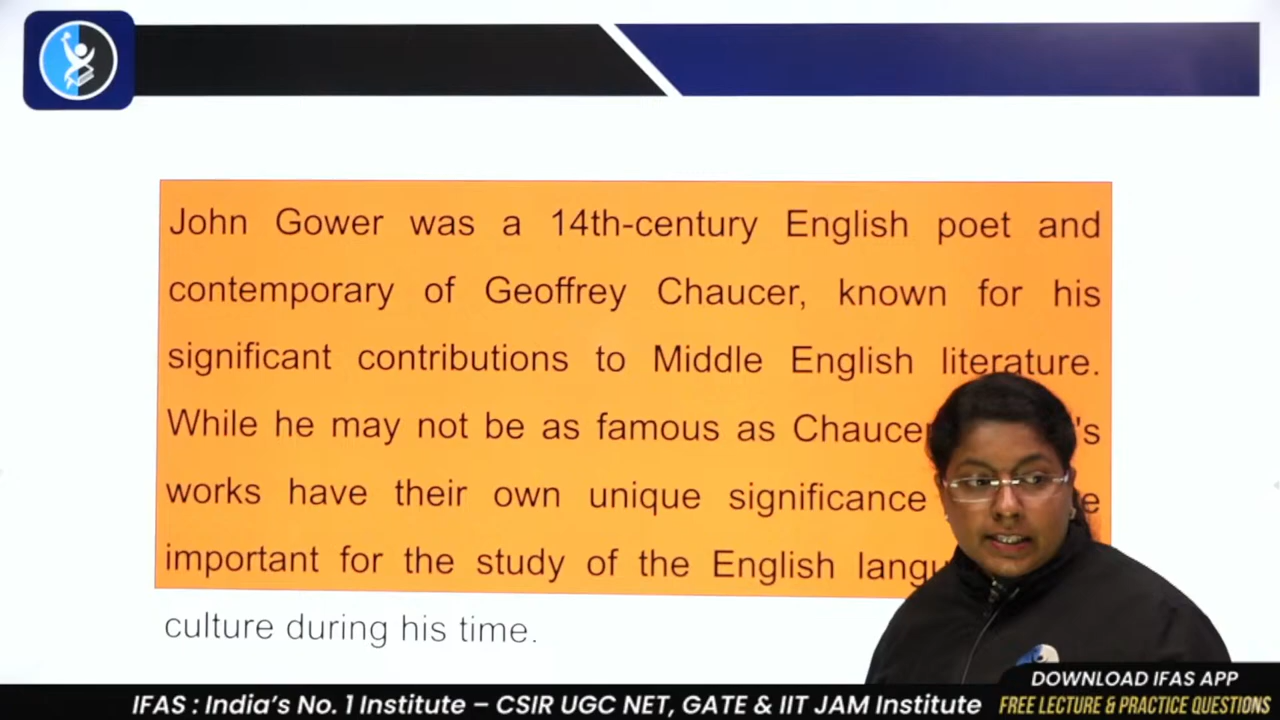 John Gower was a 14th-century English poet and
contemporary of Geoffrey Chaucer, known for his
significant contributions to Middle English literature.
While he may not be as famous as Chaucer 's
works have their own unique significance
important for the study of the English
culture during his time.
DOWNLOAD IFAS APP
IFAS : India's No. 1 Institute – CSIR UGC NET, GATE & IIT JAM Institute FREE LECTURE & PRACTICE QUESTIONS